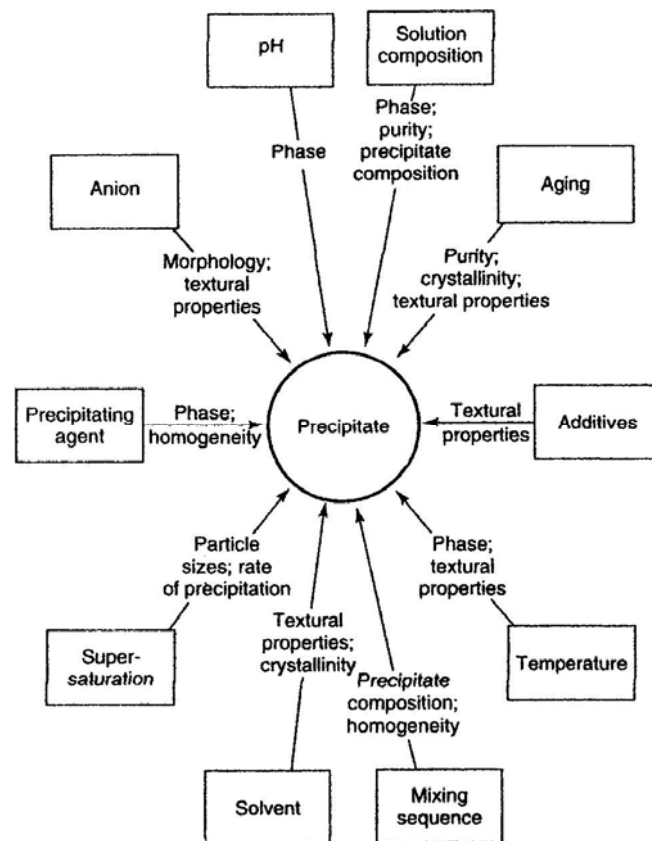 pH
Solution
composition
Phase
Phase;
purity;
precipitate
composition
Anion
Aging
Morphology;
textural
properties
Purity;
crystallinity;
textural properties
Precipitating
agent
Phase;
homogeneity
Precipitate
Textural
properties
Additives
Particle
sizes; rate
of precipitation
Phase;
textural
properties
Super-
saturation
Textural
properties;
crystallinity
Precipitate
composition;
homogeneity
Temperature
Solvent
Mixing
sequence